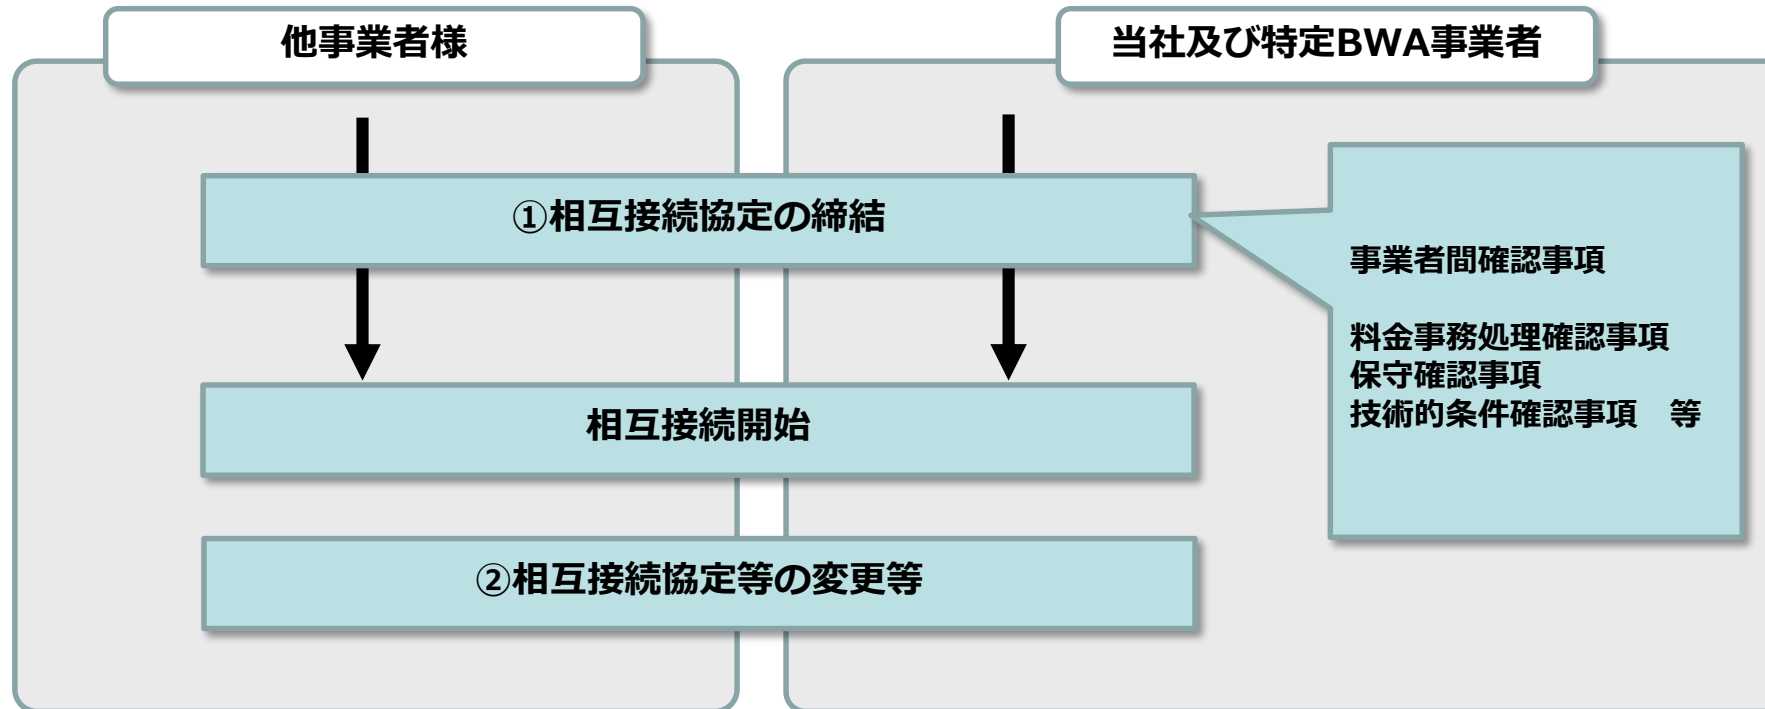 他事業者様
当社及び特定BWA事業者
①相互接続協定の締結
事業者間確認事項
料金事務処理確認事項
保守確認事項
技術的条件確認事項　等
相互接続開始
②相互接続協定等の変更等